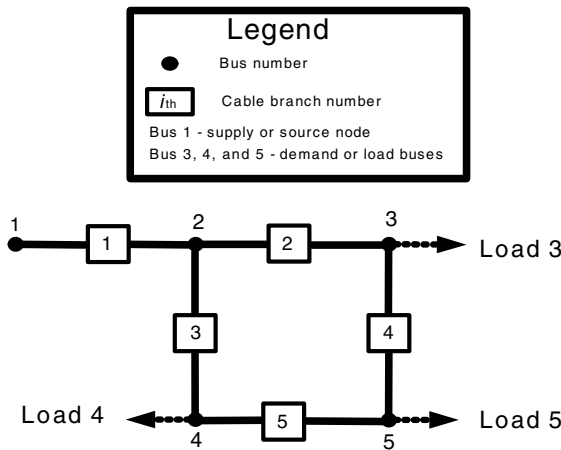 Legend
Bus number
ith Cable branch number
Bus 1 - supply or source node
Bus 3, 4, and 5 - demand or load buses
1 2 3
1 2 Load 3
3 4
Load 4 5 Load 5
4 5